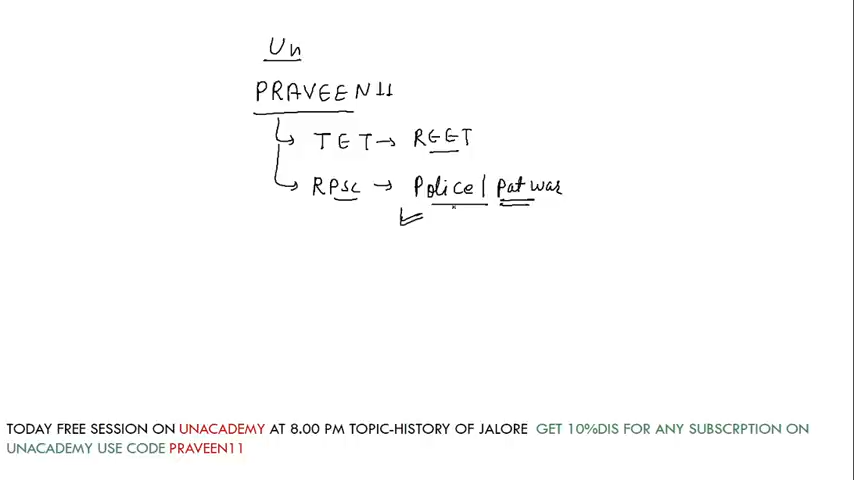 Un
PRAVEEN11
TET → REET
RPSC → Police / Patwar
TODAY FREE SESSION ON UNACADEMY AT 8.00 PM TOPIC-HISTORY OF JALORE GET 10%DIS FOR ANY SUBSCRPTION ON
UNACADEMY USE CODE PRAVEEN11